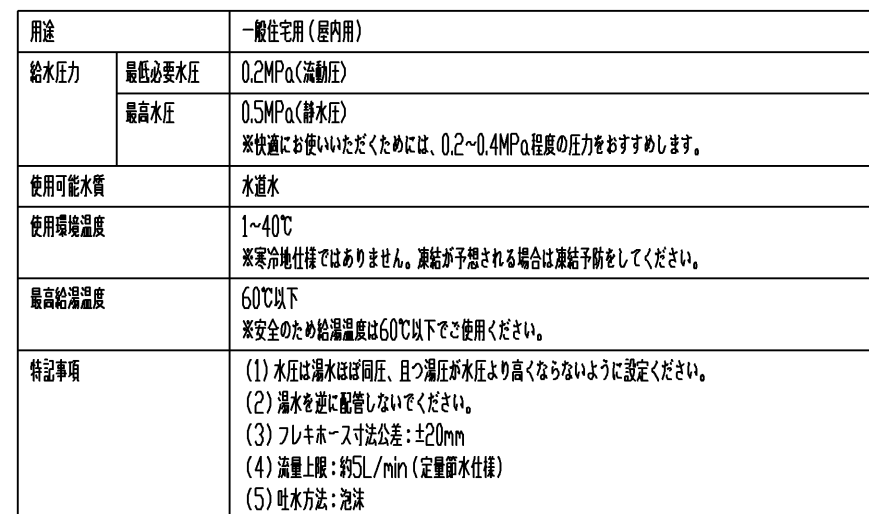 用途 一般住宅用(屋内用)
給水圧力 最低必要水圧 0.2MPa(流動圧)
最高水圧 0.5MPa(静水圧)
※快適にお使いいただくためには、0.2~0.4MPa程度の圧力をおすすめします。
使用可能水質 水道水
使用環境温度 1~40℃
※寒冷地仕様ではありません。凍結が予想される場合は凍結予防をしてください。
最高給湯温度 60℃以下
※安全のため給湯温度は60℃以下でご使用ください。
特記事項 (1)水圧は湯水ほぼ同圧、且つ湯圧が水圧より高くならないように設定ください。
(2)湯水を逆に配管しないでください。
(3)フレキホース寸法公差:±20mm
(4)流量上限:約5L/min(定量節水仕様)
(5)吐水方法:泡沫